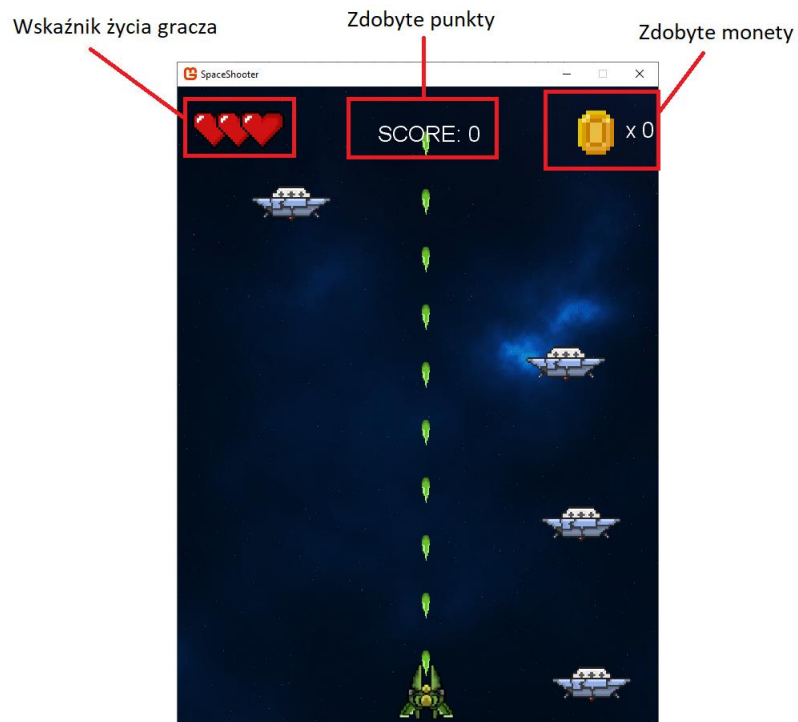 Wskaźnik życia gracza
Zdobyte punkty
Zdobyte monety
SpaceShooter
SCORE: 0
x 0